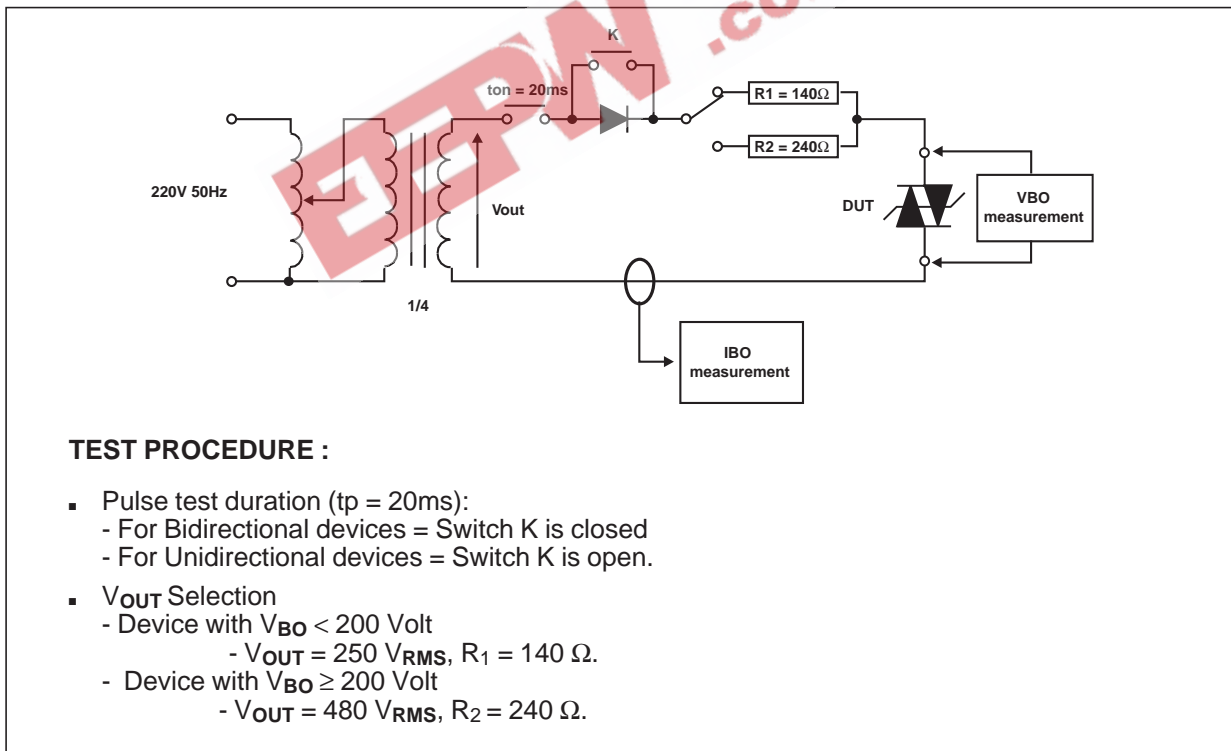 EEPW .co
K
ton = 20ms
R1 = 140Ω
R2 = 240Ω
220V 50Hz
Vout
DUT
VBO
measurement
1/4
IBO
measurement
TEST PROCEDURE :
▪ Pulse test duration (tp = 20ms):
- For Bidirectional devices = Switch K is closed
- For Unidirectional devices = Switch K is open.
▪ VOUT Selection
- Device with VBO < 200 Volt
- VOUT = 250 VRMS, R1 = 140 Ω.
- Device with VBO ≥ 200 Volt
- VOUT = 480 VRMS, R2 = 240 Ω.